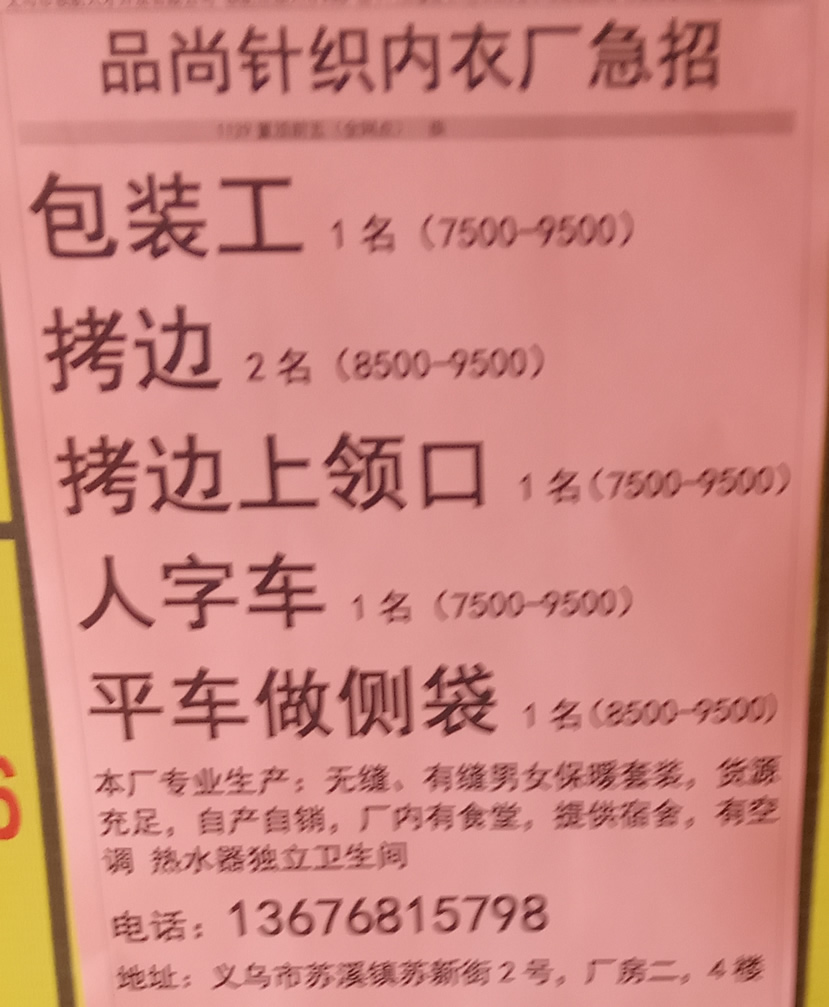 品尚针织内衣厂急招
包装工 1名（7500-9500）
拷边 2名（8500-9500）
拷边上领口 1名（7500-9500）
人字车 1名（7500-9500）
平车做侧袋 1名（8500-9500）
本厂专业生产：无缝、有缝男女保暖套装，货源
充足，自产自销，厂内有食堂，提供宿舍，有空
调 热水器独立卫生间
电话：13676815798
地址：义乌市苏溪镇苏新街2号，厂房二，4楼